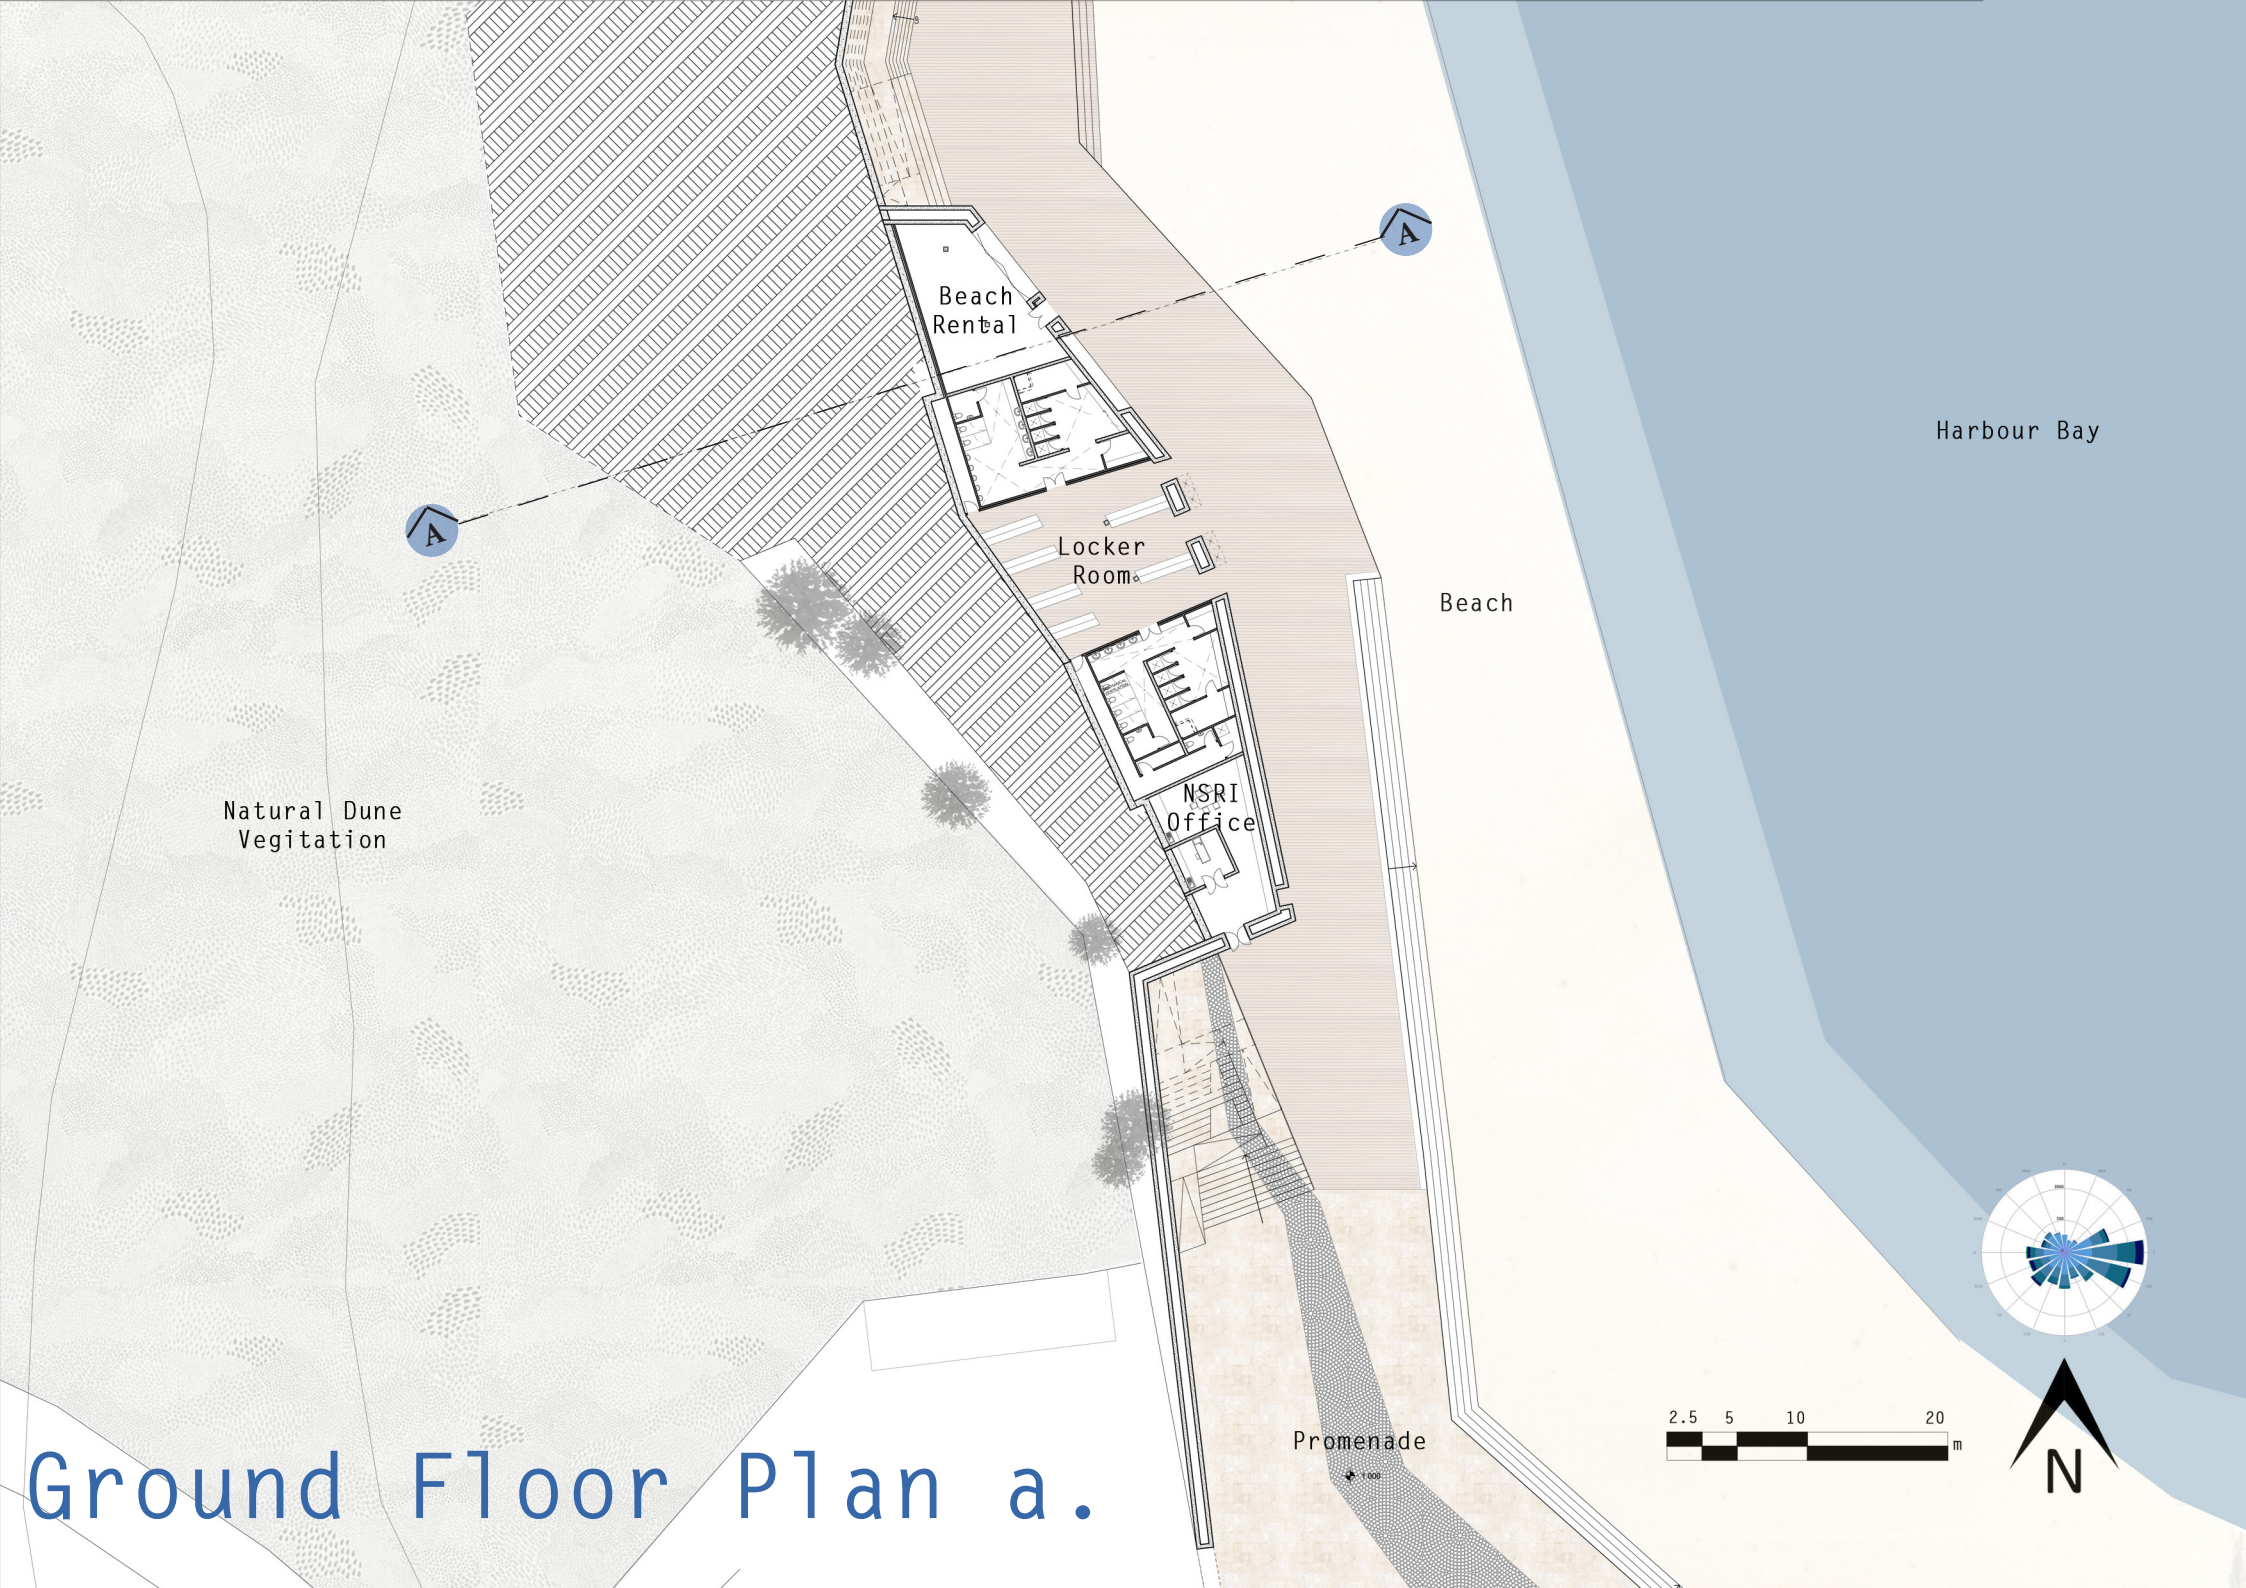 A
Beach
Rental
Harbour Bay
A
Locker
Room
Beach
NSRI
Office
Natural Dune
Vegitation
2.5 5 10 20
m
Promenade
N
Ground Floor Plan a.